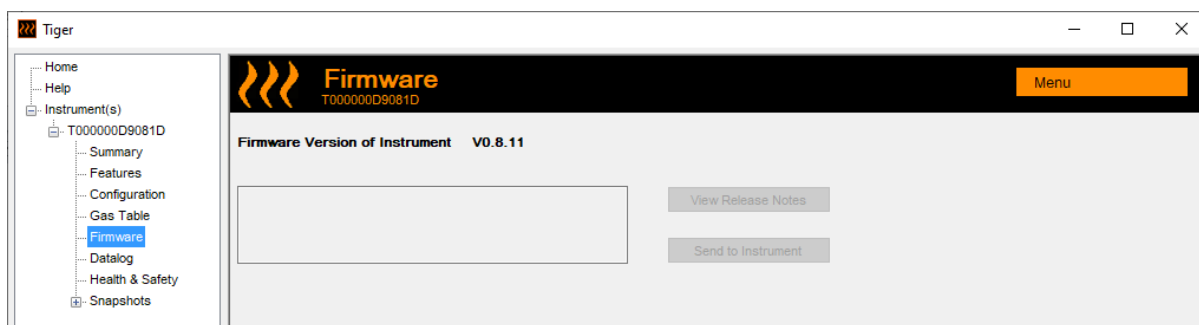 Tiger
Home
Help
Instrument(s)
T000000D9081D
Summary
Features
Configuration
Gas Table
Firmware
Datalog
Health & Safety
Snapshots
Firmware
T000000D9081D
Menu
Firmware Version of Instrument V0.8.11
View Release Notes
Send to Instrument